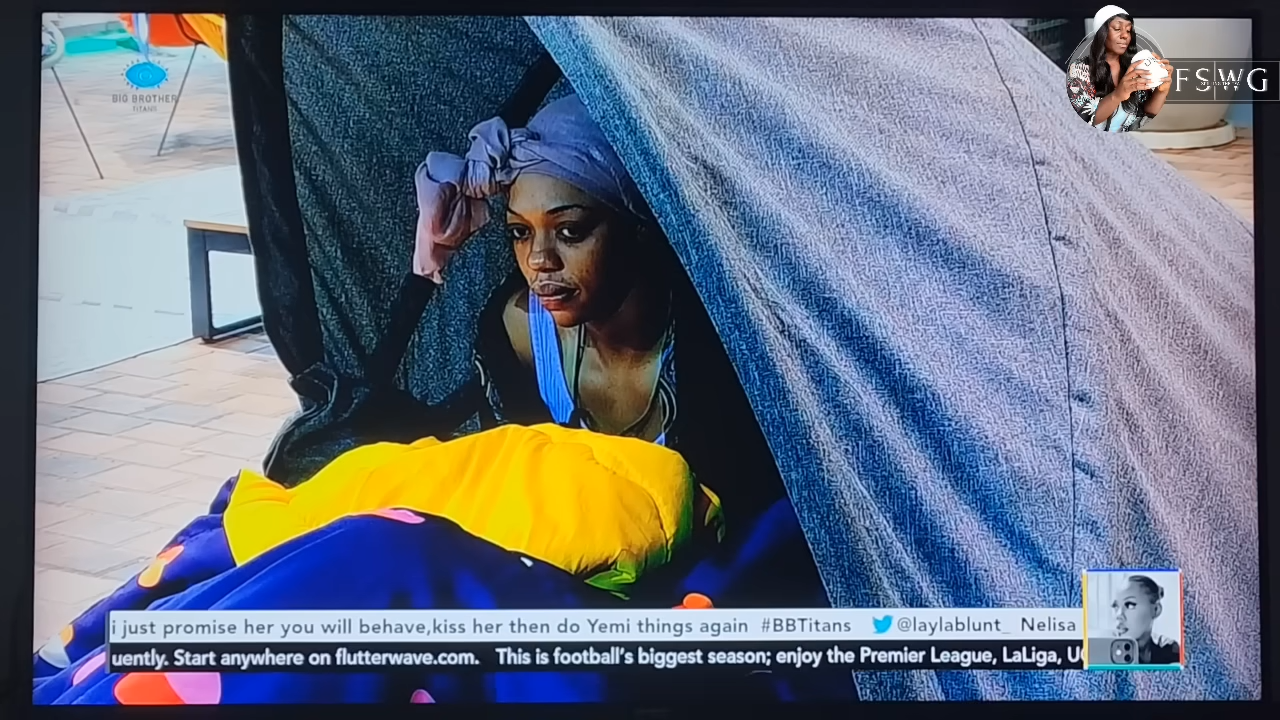 BIG BROTHER
TITANS
FSWG
i just promise her you will behave,kiss her then do Yemi things again #BBTitans @laylablunt_ Nelisa
uently. Start anywhere on flutterwave.com. This is football's biggest season; enjoy the Premier League, LaLiga, U